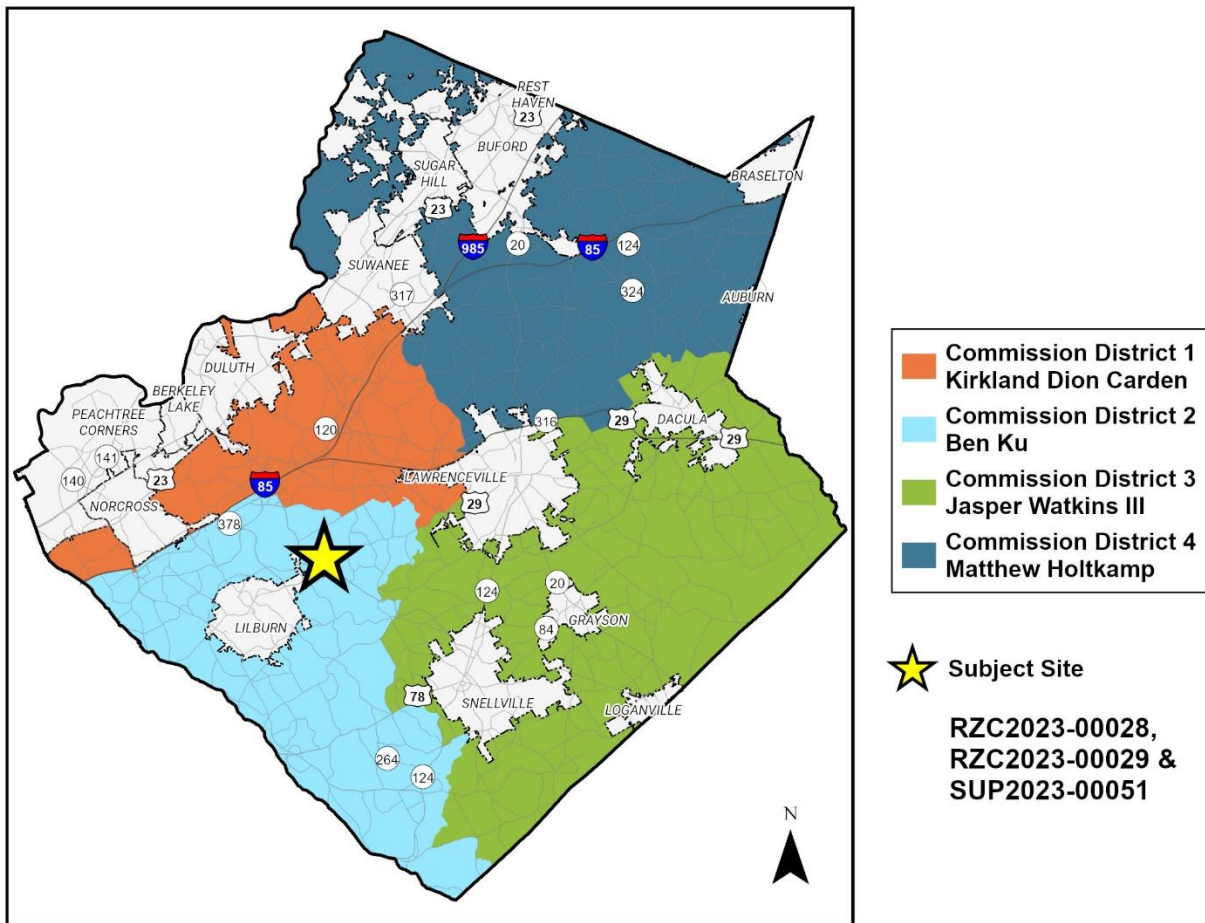 REST
HAVEN
23
BUFORD
BRASELTON
SUGAR
HILL
23
985
20
85
124
SUWANEE
317
324
AUBURN
DULUTH
BERKELEY
LAKE
PEACHTREE
CORNERS
120
316
29
DACULA
29
141
140
23
NORCROSS
85
LAWRENCEVILLE
29
378
124
20
GRAYSON
84
LILBURN
78
SNELLVILLE
LOGANVILLE
264
124
N
Commission District 1
Kirkland Dion Carden
Commission District 2
Ben Ku
Commission District 3
Jasper Watkins III
Commission District 4
Matthew Holtkamp
Subject Site
RZC2023-00028,
RZC2023-00029 &
SUP2023-00051